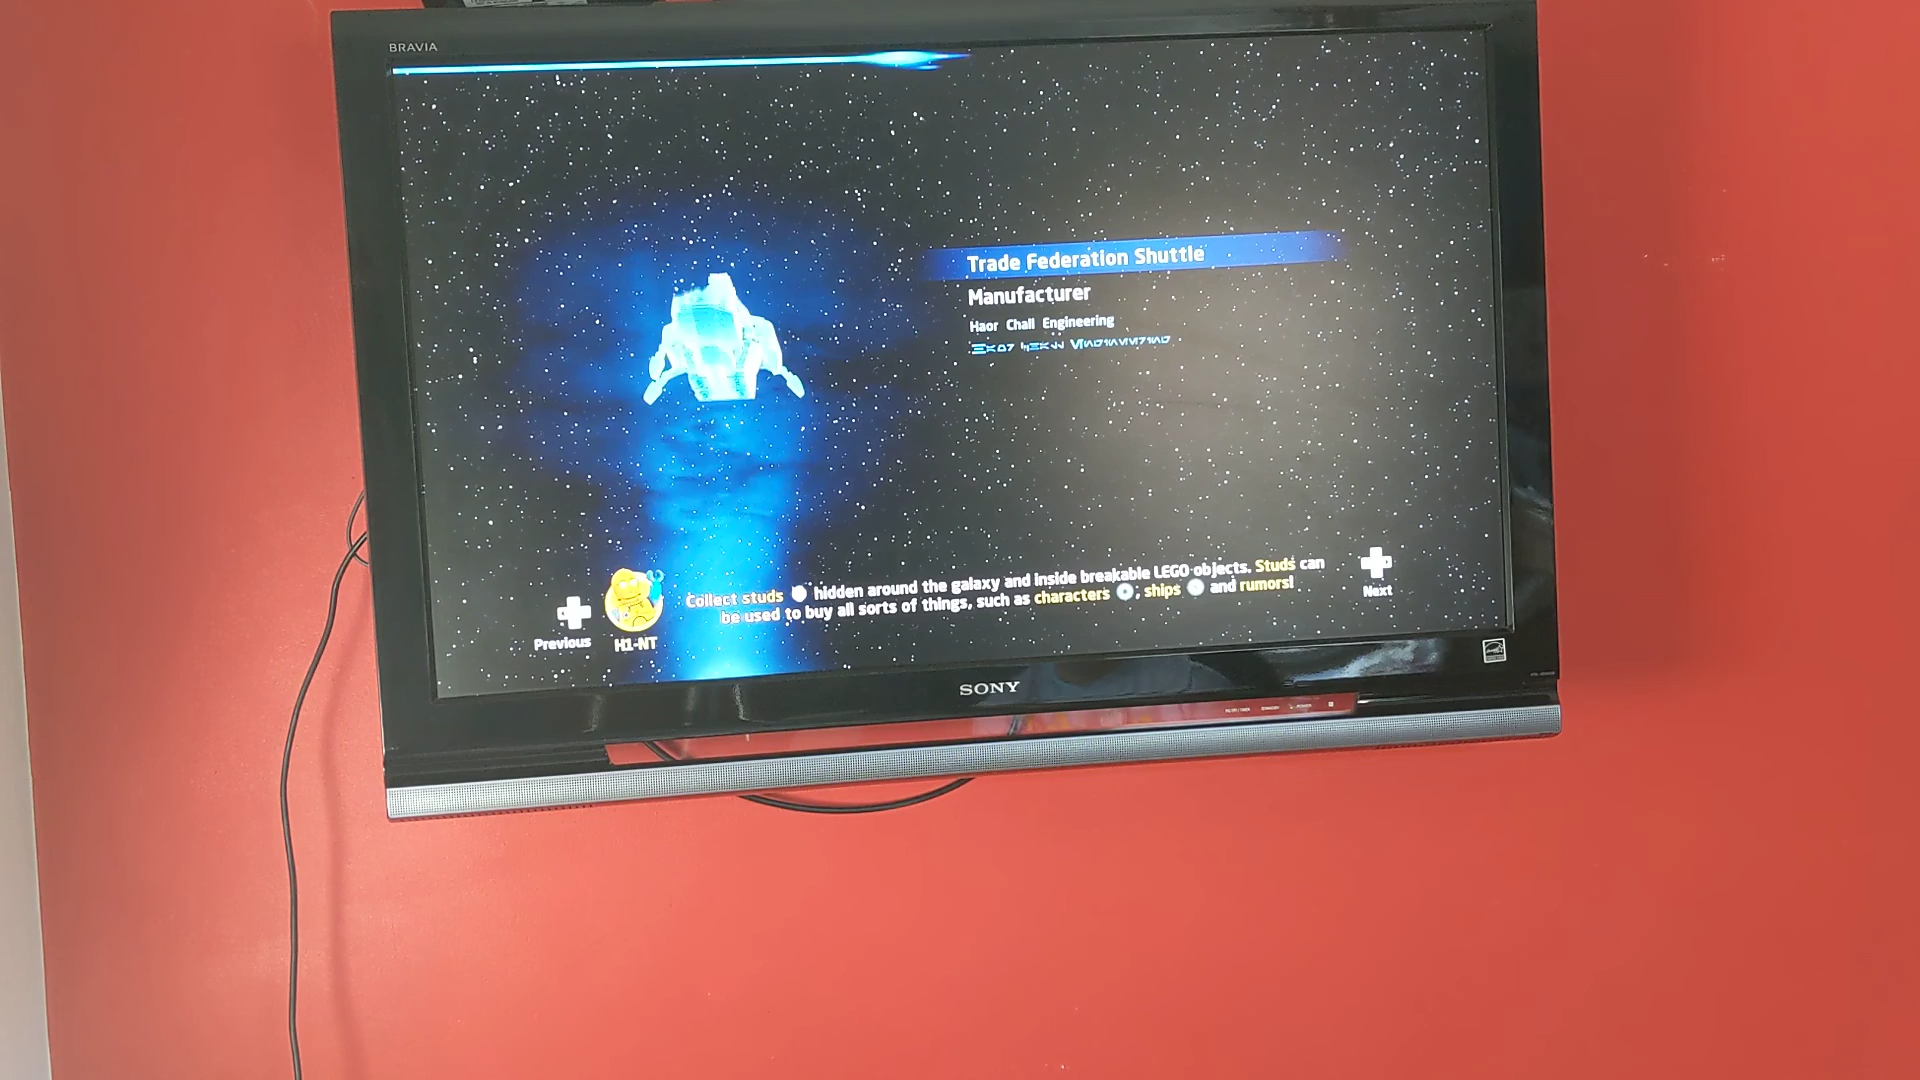 BRAVIA
Trade Federation Shuttle
Manufacturer
Haor Chall Engineering
Collect studs hidden around the galaxy and inside breakable LEGO objects. Studs can
be used to buy all sorts of things, such as characters , ships and rumors!
Previous
H1-NT
Next
SONY